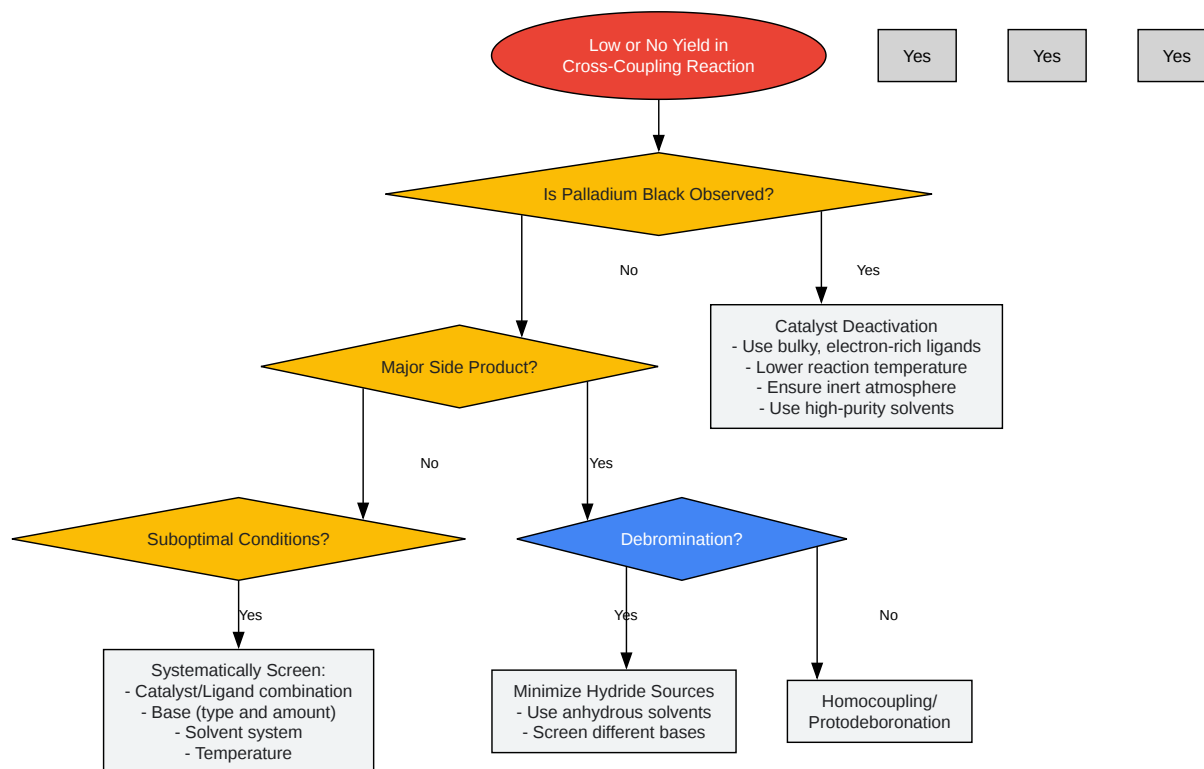 Low or No Yield in
Cross-Coupling Reaction
Yes
Yes
Yes
Is Palladium Black Observed?
No
Yes
Catalyst Deactivation
- Use bulky, electron-rich ligands
- Lower reaction temperature
- Ensure inert atmosphere
- Use high-purity solvents
Major Side Product?
No
Yes
Suboptimal Conditions?
Debromination?
Yes
Yes
No
Systematically Screen:
- Catalyst/Ligand combination
- Base (type and amount)
- Solvent system
- Temperature
Minimize Hydride Sources
- Use anhydrous solvents
- Screen different bases
Homocoupling/
Protodeboronation